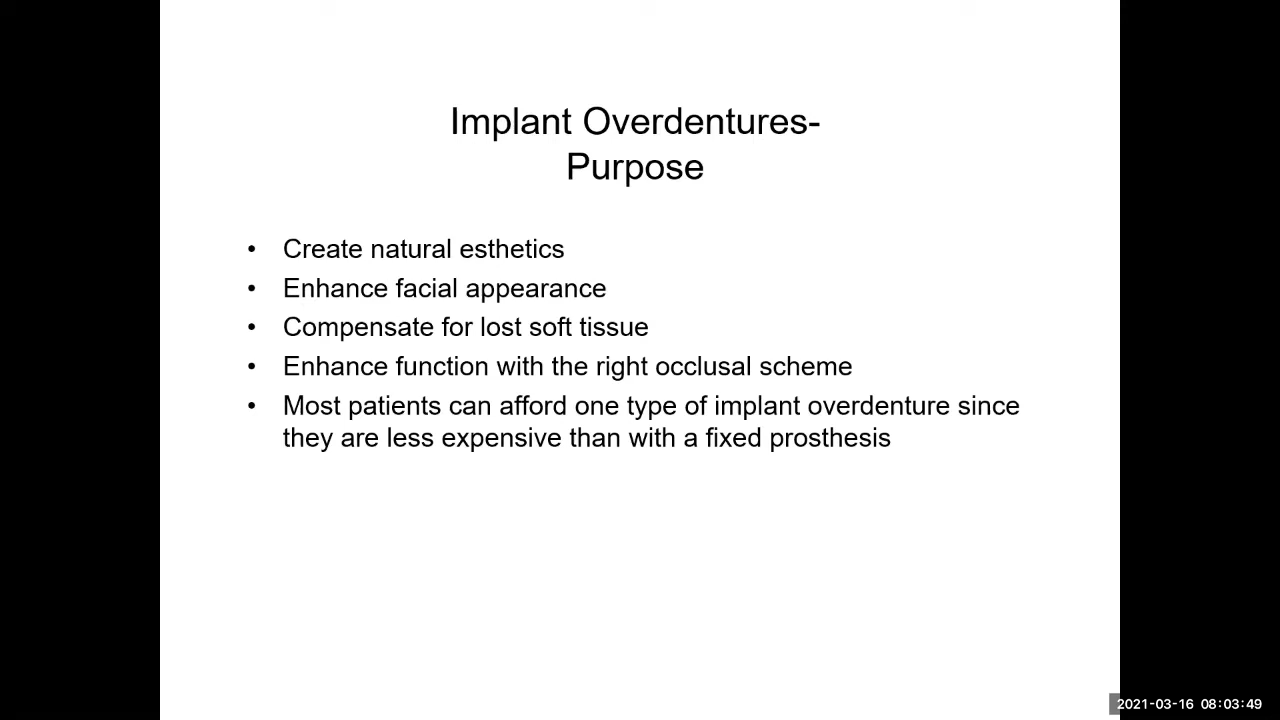 Implant Overdentures-
Purpose
• Create natural esthetics
• Enhance facial appearance
• Compensate for lost soft tissue
• Enhance function with the right occlusal scheme
• Most patients can afford one type of implant overdenture since
they are less expensive than with a fixed prosthesis
2021-03-16 08:03:49